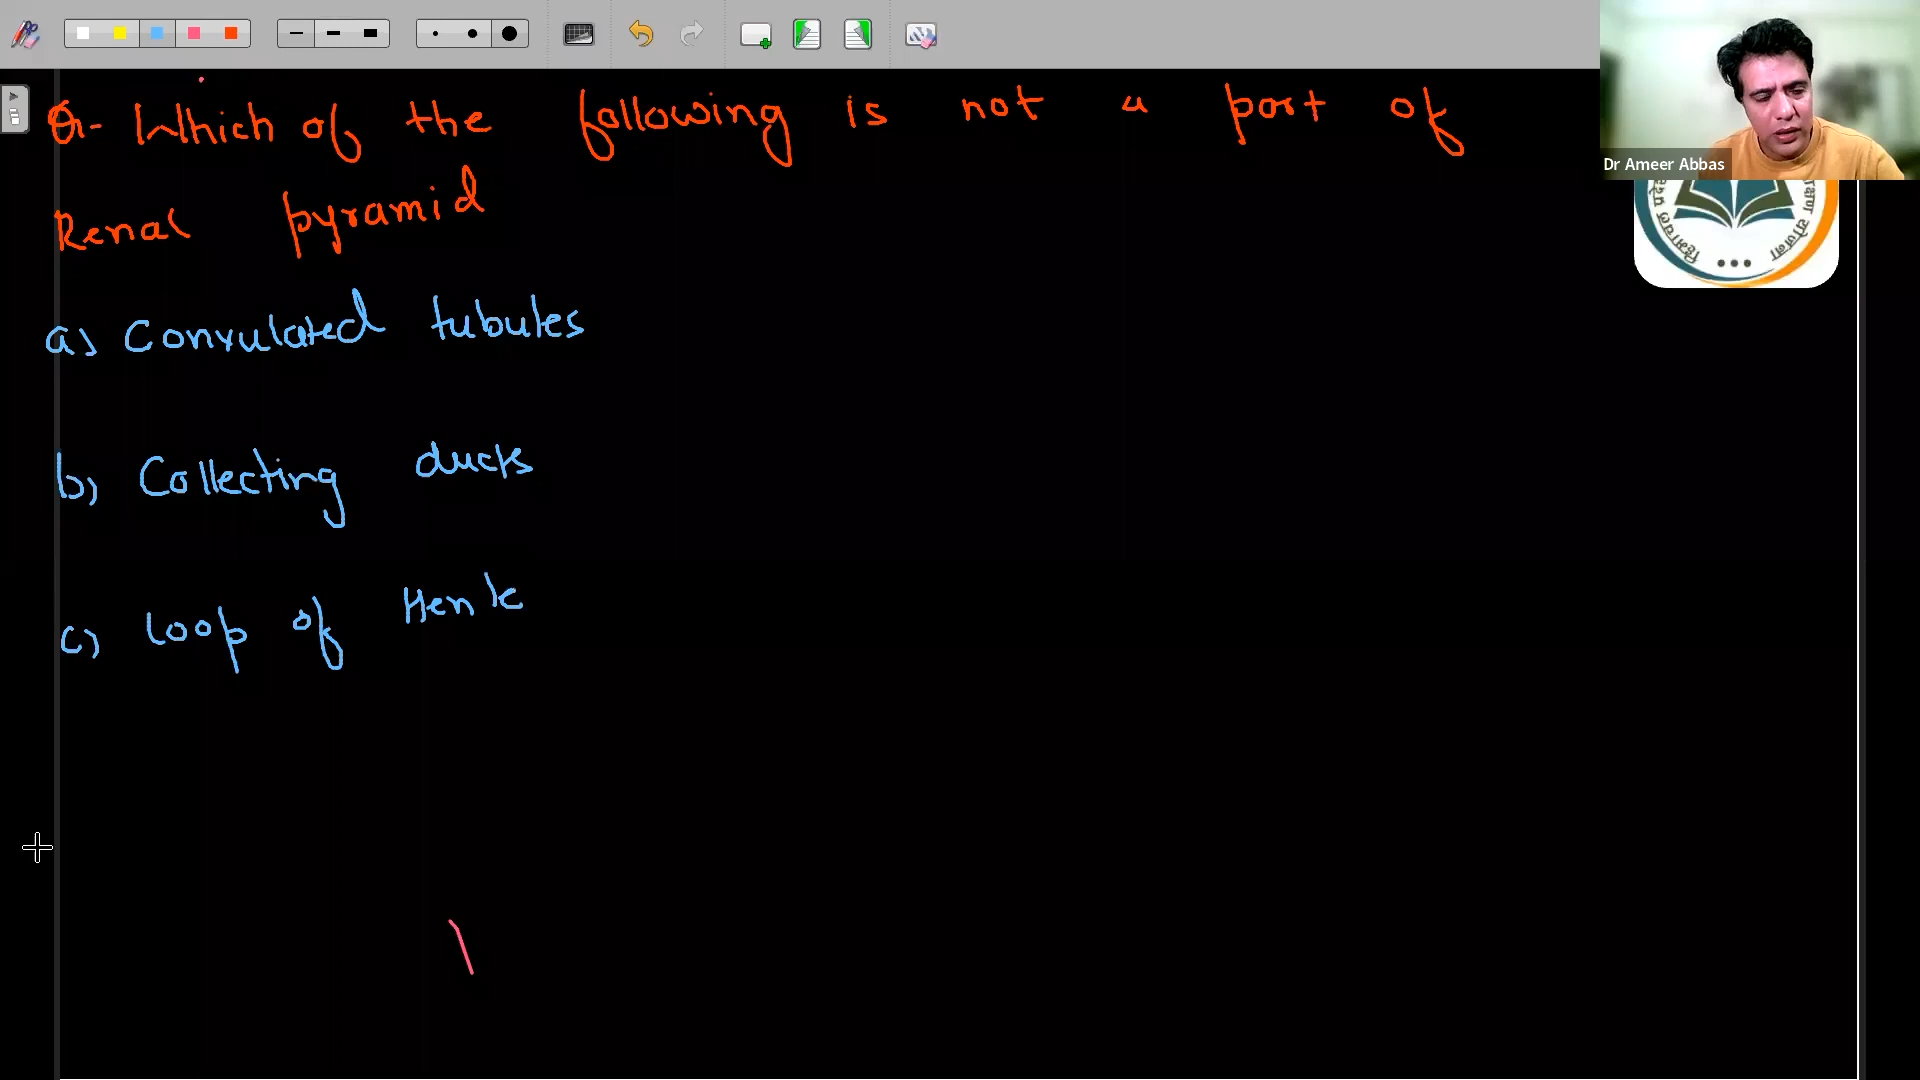 Q- Which of the following is not a part of
Renal pyramid
a) Convulated tubules
b) Collecting ducts
c) Loop of Henle
Dr Ameer Abbas